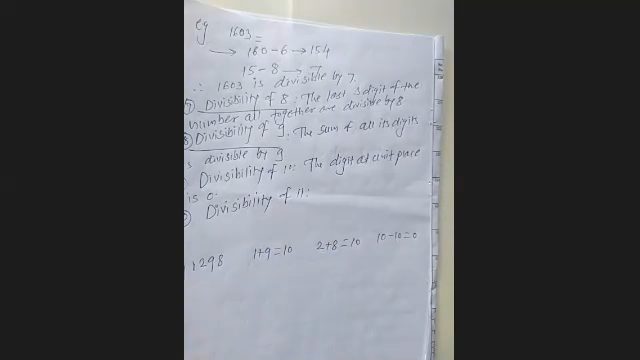 eg 1603 =
→ 160-6 → 154
15-8 → 7
∴ 1603 is divisible by 7.
⑦ Divisibility of 8: The last 3 digit of the
number all together are divisible by 8
⑧ Divisibility of 9. The sum of all its digits
is divisible by 9
Divisibility of 10: The digit at unit place
is 0.
Divisibility of 11:
1298 1+9=10 2+8=10 10-10=0